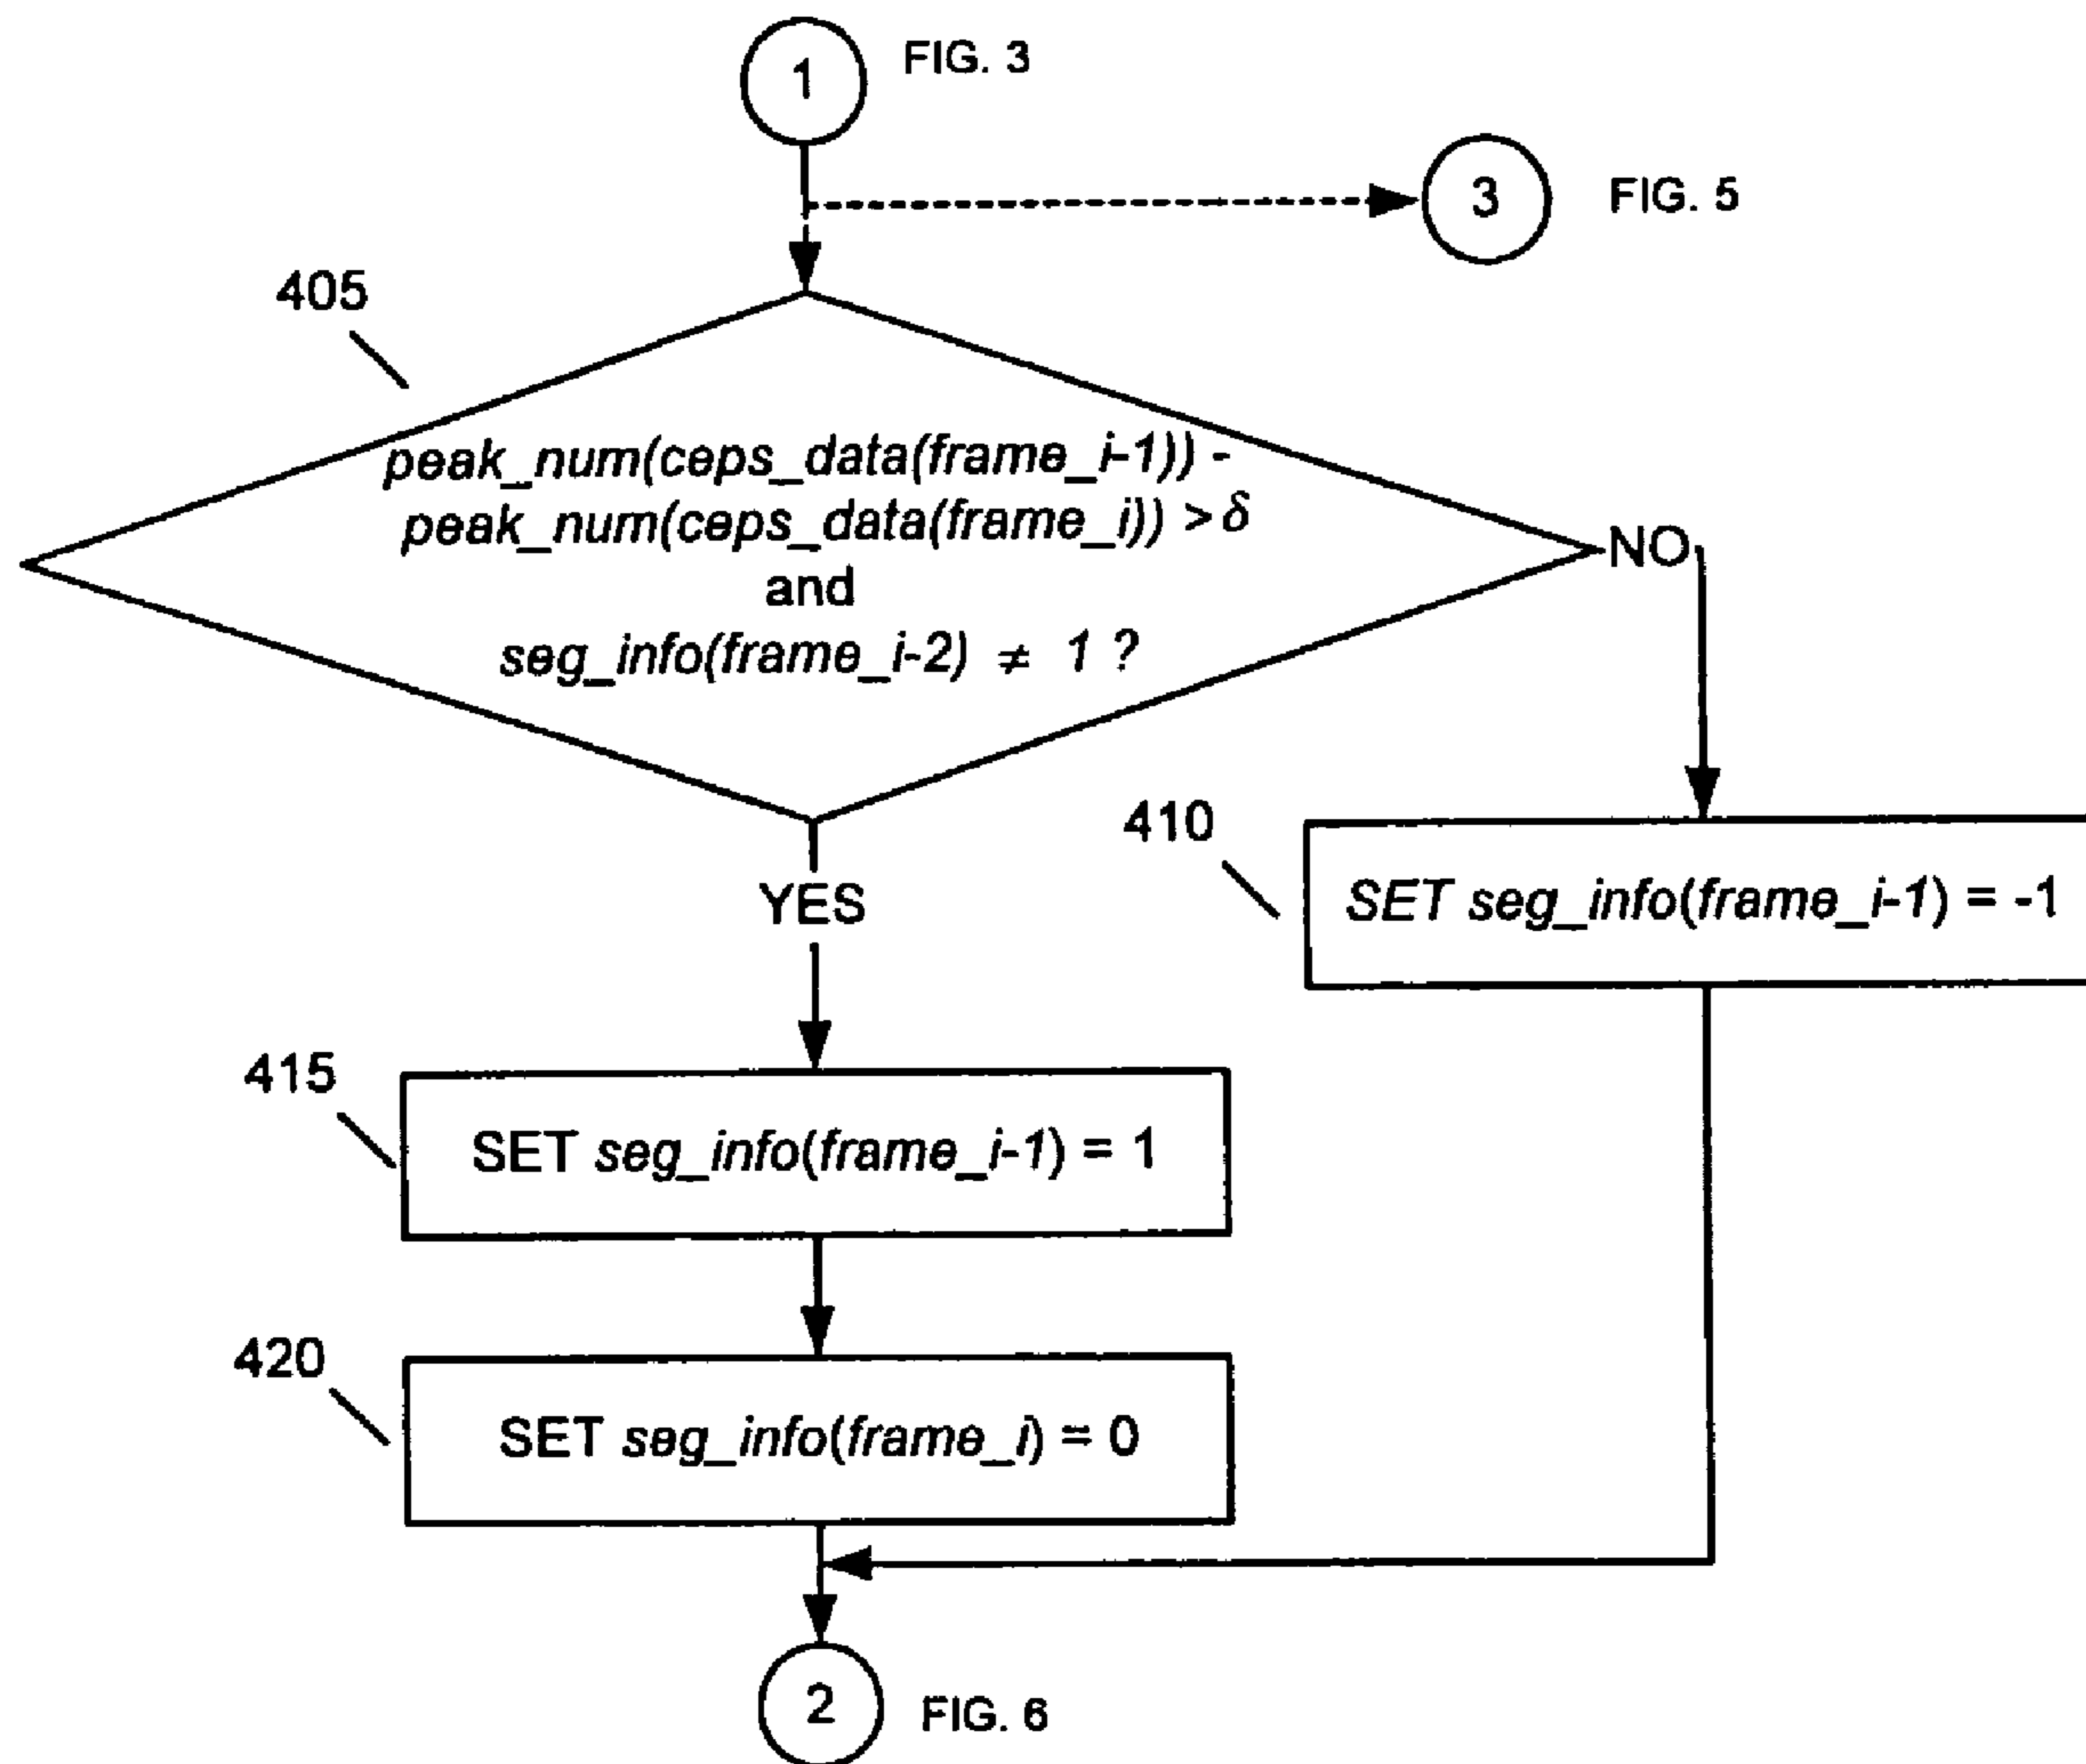 1
FIG. 3
3
FIG. 5
405
peak_num(ceps_data(frame_i-1)) -
peak_num(ceps_data(frame_i)) > δ
and
seg_info(frame_i-2) ≠ 1 ?
NO
YES
410
SET seg_info(frame_i-1) = -1
415
SET seg_info(frame_i-1) = 1
420
SET seg_info(frame_i) = 0
2
FIG. 6